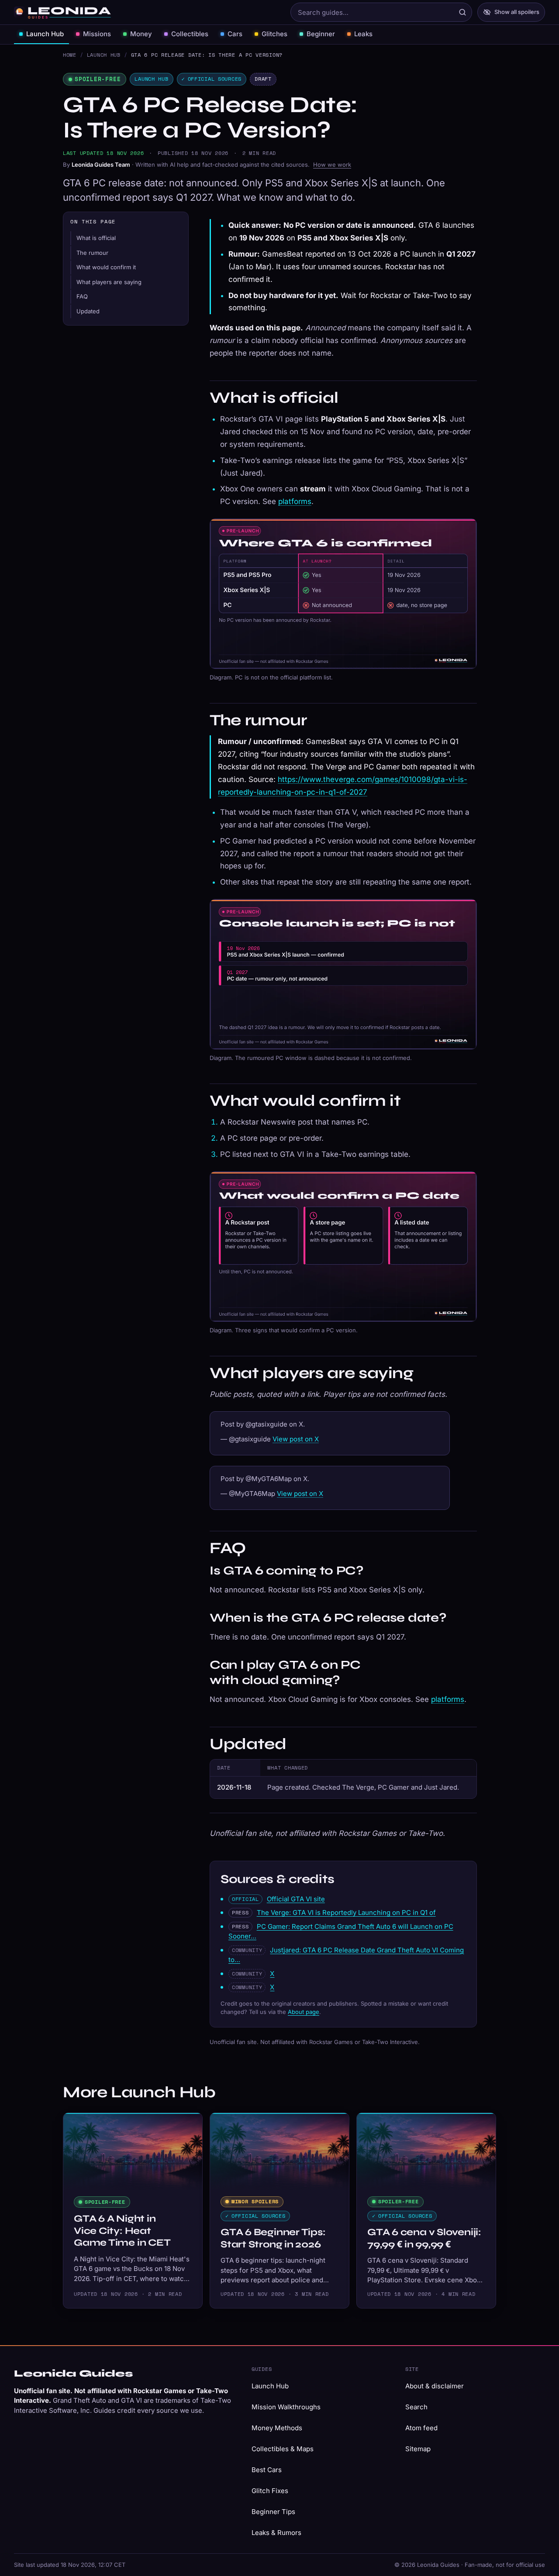 LEONIDA
GUIDES
Search guides...
Show all spoilers
Launch Hub
Missions
Money
Collectibles
Cars
Glitches
Beginner
Leaks
HOME / LAUNCH HUB / GTA 6 PC RELEASE DATE: IS THERE A PC VERSION?
SPOILER-FREE
LAUNCH HUB
✓ OFFICIAL SOURCES
DRAFT
GTA 6 PC Release Date:
Is There a PC Version?
LAST UPDATED 18 NOV 2026 · PUBLISHED 18 NOV 2026 · 2 MIN READ
By Leonida Guides Team · Written with AI help and fact-checked against the cited sources. How we work
GTA 6 PC release date: not announced. Only PS5 and Xbox Series X|S at launch. One
unconfirmed report says Q1 2027. What we know and what to do.
ON THIS PAGE
What is official
The rumour
What would confirm it
What players are saying
FAQ
Updated
Quick answer: No PC version or date is announced. GTA 6 launches
on 19 Nov 2026 on PS5 and Xbox Series X|S only.
Rumour: GamesBeat reported on 13 Oct 2026 a PC launch in Q1 2027
(Jan to Mar). It uses four unnamed sources. Rockstar has not
confirmed it.
Do not buy hardware for it yet. Wait for Rockstar or Take-Two to say
something.
Words used on this page. Announced means the company itself said it. A
rumour is a claim nobody official has confirmed. Anonymous sources are
people the reporter does not name.
What is official
Rockstar's GTA VI page lists PlayStation 5 and Xbox Series X|S. Just
Jared checked this on 15 Nov and found no PC version, date, pre-order
or system requirements.
Take-Two's earnings release lists the game for "PS5, Xbox Series X|S"
(Just Jared).
Xbox One owners can stream it with Xbox Cloud Gaming. That is not a
PC version. See platforms.
PRE-LAUNCH
Where GTA 6 is confirmed
PLATFORM
AT LAUNCH?
DETAIL
PS5 and PS5 Pro
Yes
19 Nov 2026
Xbox Series X|S
Yes
19 Nov 2026
PC
Not announced
date, no store page
No PC version has been announced by Rockstar.
Unofficial fan site — not affiliated with Rockstar Games
LEONIDA
Diagram. PC is not on the official platform list.
The rumour
Rumour / unconfirmed: GamesBeat says GTA VI comes to PC in Q1
2027, citing "four industry sources familiar with the studio's plans".
Rockstar did not respond. The Verge and PC Gamer both repeated it with
caution. Source: https://www.theverge.com/games/1010098/gta-vi-is-
reportedly-launching-on-pc-in-q1-of-2027
That would be much faster than GTA V, which reached PC more than a
year and a half after consoles (The Verge).
PC Gamer had predicted a PC version would not come before November
2027, and called the report a rumour that readers should not get their
hopes up for.
Other sites that repeat the story are still repeating the same one report.
PRE-LAUNCH
Console launch is set; PC is not
19 Nov 2026
PS5 and Xbox Series X|S launch — confirmed
Q1 2027
PC date — rumour only, not announced
The dashed Q1 2027 idea is a rumour. We will only move it to confirmed if Rockstar posts a date.
Unofficial fan site — not affiliated with Rockstar Games
LEONIDA
Diagram. The rumoured PC window is dashed because it is not confirmed.
What would confirm it
1. A Rockstar Newswire post that names PC.
2. A PC store page or pre-order.
3. PC listed next to GTA VI in a Take-Two earnings table.
PRE-LAUNCH
What would confirm a PC date
A Rockstar post
Rockstar or Take-Two
announces a PC version in
their own channels.
A store page
A PC store listing goes live
with the game's name on it.
A listed date
That announcement or listing
includes a date we can
check.
Until then, PC is not announced.
Unofficial fan site — not affiliated with Rockstar Games
LEONIDA
Diagram. Three signs that would confirm a PC version.
What players are saying
Public posts, quoted with a link. Player tips are not confirmed facts.
Post by @gtasixguide on X.
— @gtasixguide View post on X
Post by @MyGTA6Map on X.
— @MyGTA6Map View post on X
FAQ
Is GTA 6 coming to PC?
Not announced. Rockstar lists PS5 and Xbox Series X|S only.
When is the GTA 6 PC release date?
There is no date. One unconfirmed report says Q1 2027.
Can I play GTA 6 on PC
with cloud gaming?
Not announced. Xbox Cloud Gaming is for Xbox consoles. See platforms.
Updated
DATE
WHAT CHANGED
2026-11-18
Page created. Checked The Verge, PC Gamer and Just Jared.
Unofficial fan site, not affiliated with Rockstar Games or Take-Two.
Sources & credits
OFFICIAL Official GTA VI site
PRESS The Verge: GTA VI is Reportedly Launching on PC in Q1 of
PRESS PC Gamer: Report Claims Grand Theft Auto 6 will Launch on PC
Sooner...
COMMUNITY Justjared: GTA 6 PC Release Date Grand Theft Auto VI Coming
to...
COMMUNITY X
COMMUNITY X
Credit goes to the original creators and publishers. Spotted a mistake or want credit
changed? Tell us via the About page.
Unofficial fan site. Not affiliated with Rockstar Games or Take-Two Interactive.
More Launch Hub
SPOILER-FREE
GTA 6 A Night in
Vice City: Heat
Game Time in CET
A Night in Vice City: the Miami Heat's
GTA 6 game vs the Bucks on 18 Nov
2026. Tip-off in CET, where to watc...
UPDATED 18 NOV 2026 · 2 MIN READ
MINOR SPOILERS
✓ OFFICIAL SOURCES
GTA 6 Beginner Tips:
Start Strong in 2026
GTA 6 beginner tips: launch-night
steps for PS5 and Xbox, what
previews report about police and...
UPDATED 18 NOV 2026 · 3 MIN READ
SPOILER-FREE
✓ OFFICIAL SOURCES
GTA 6 cena v Sloveniji:
79,99 € in 99,99 €
GTA 6 cena v Sloveniji: Standard
79,99 €, Ultimate 99,99 € v
PlayStation Store. Evrske cene Xbo...
UPDATED 18 NOV 2026 · 4 MIN READ
Leonida Guides
Unofficial fan site. Not affiliated with Rockstar Games or Take-Two
Interactive. Grand Theft Auto and GTA VI are trademarks of Take-Two
Interactive Software, Inc. Guides credit every source we use.
GUIDES
Launch Hub
Mission Walkthroughs
Money Methods
Collectibles & Maps
Best Cars
Glitch Fixes
Beginner Tips
Leaks & Rumors
SITE
About & disclaimer
Search
Atom feed
Sitemap
Site last updated 18 Nov 2026, 12:07 CET
© 2026 Leonida Guides · Fan-made, not for official use